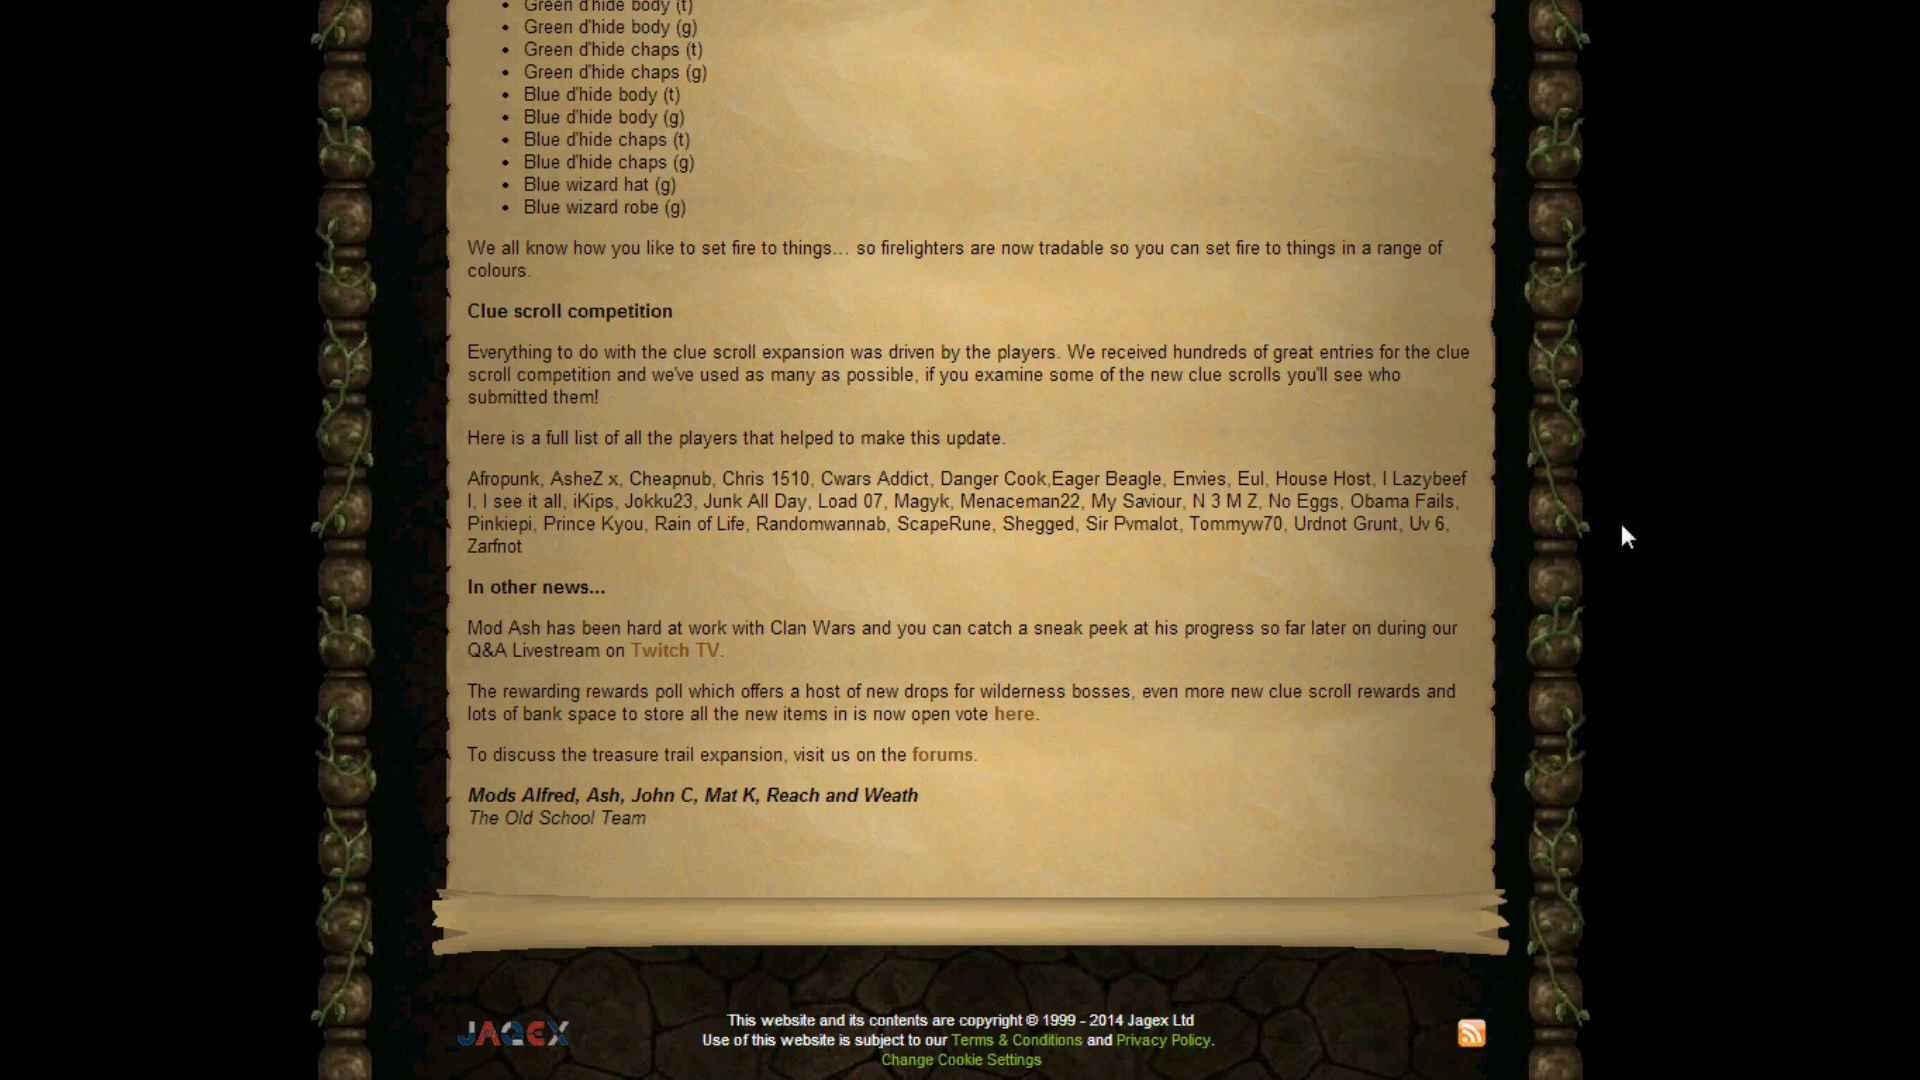 Green d'hide body (t)
Green d'hide body (g)
Green d'hide chaps (t)
Green d'hide chaps (g)
Blue d'hide body (t)
Blue d'hide body (g)
Blue d'hide chaps (t)
Blue d'hide chaps (g)
Blue wizard hat (g)
Blue wizard robe (g)
We all know how you like to set fire to things... so firelighters are now tradable so you can set fire to things in a range of
colours.
Clue scroll competition
Everything to do with the clue scroll expansion was driven by the players. We received hundreds of great entries for the clue
scroll competition and we've used as many as possible, if you examine some of the new clue scrolls you'll see who
submitted them!
Here is a full list of all the players that helped to make this update.
Afropunk, AsheZ x, Cheapnub, Chris 1510, Cwars Addict, Danger Cook,Eager Beagle, Envies, Eul, House Host, I Lazybeef
I, I see it all, iKips, Jokku23, Junk All Day, Load 07, Magyk, Menaceman22, My Saviour, N 3 M Z, No Eggs, Obama Fails,
Pinkiepi, Prince Kyou, Rain of Life, Randomwannab, ScapeRune, Shegged, Sir Pvmalot, Tommyw70, Urdnot Grunt, Uv 6,
Zarfnot
In other news...
Mod Ash has been hard at work with Clan Wars and you can catch a sneak peek at his progress so far later on during our
Q&A Livestream on Twitch TV.
The rewarding rewards poll which offers a host of new drops for wilderness bosses, even more new clue scroll rewards and
lots of bank space to store all the new items in is now open vote here.
To discuss the treasure trail expansion, visit us on the forums.
Mods Alfred, Ash, John C, Mat K, Reach and Weath
The Old School Team
JAGEX
This website and its contents are copyright © 1999 - 2014 Jagex Ltd
Use of this website is subject to our Terms & Conditions and Privacy Policy.
Change Cookie Settings